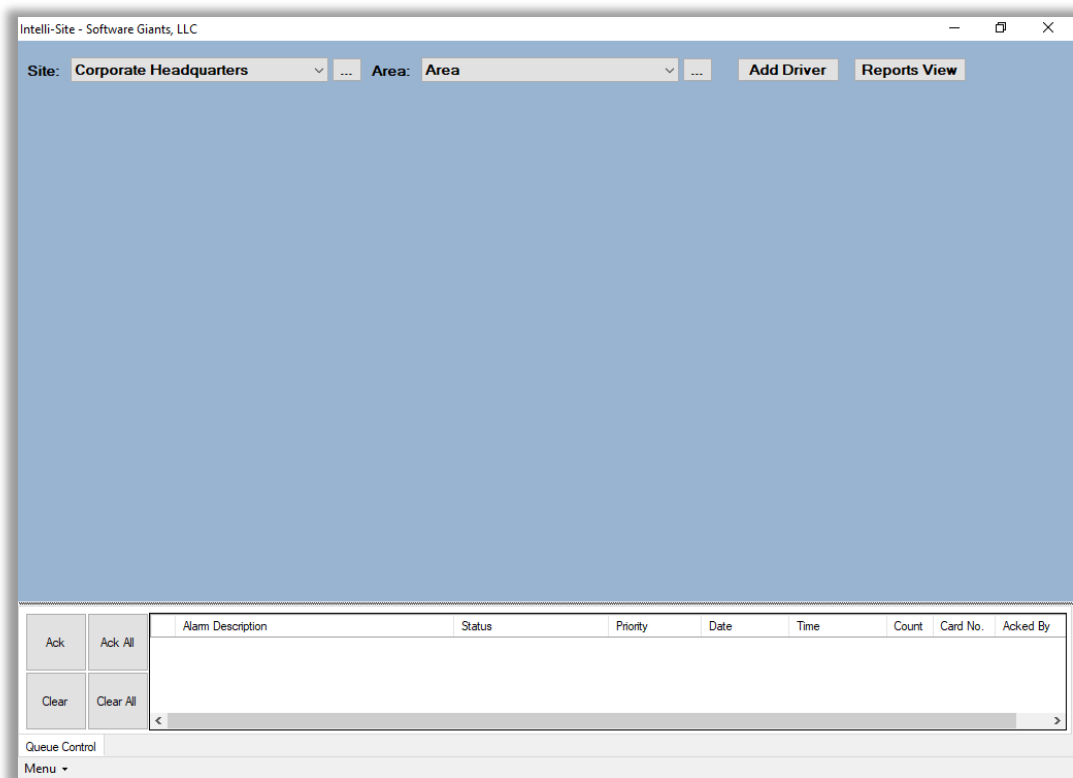 Intelli-Site - Software Giants, LLC
Site: Corporate Headquarters ... Area: Area ... Add Driver Reports View
Alarm Description Status Priority Date Time Count Card No. Acked By
Ack Ack All
Clear Clear All
Queue Control
Menu